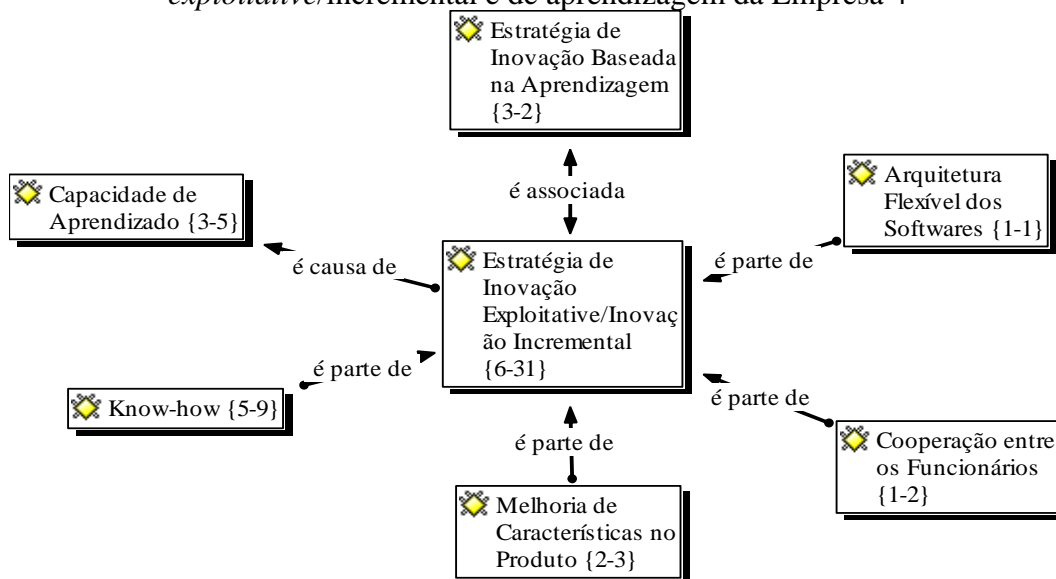 exploitative/incremental e de aprendizagem da Empresa 4
Estratégia de
Inovação Baseada
na Aprendizagem
{3-2}
é associada
Capacidade de
Aprendizado {3-5}
Arquitetura
Flexível dos
Softwares {1-1}
é causa de
é parte de
Estratégia de
Inovação
Exploitative/Inovaç
ão Incremental
{6-31}
é parte de
Know-how {5-9}
é parte de
é parte de
Cooperação entre
os Funcionários
{1-2}
Melhoria de
Características no
Produto {2-3}